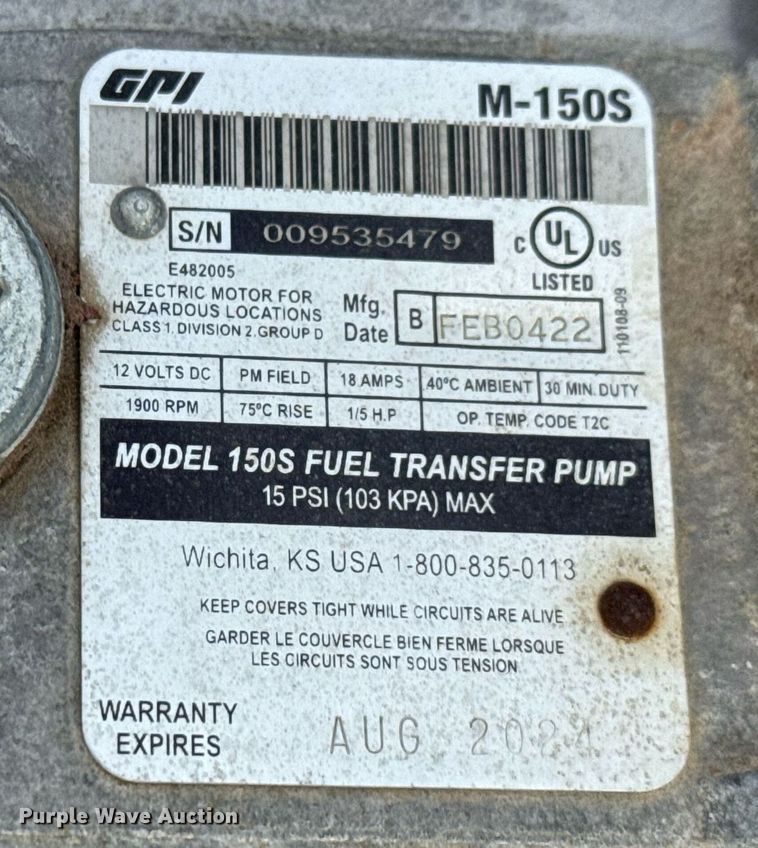 GPI M-150S
S/N 009535479
C UL US
LISTED
E482005
ELECTRIC MOTOR FOR
HAZARDOUS LOCATIONS
CLASS 1, DIVISION 2, GROUP D
Mfg. Date B FEB0422
110108-09
12 VOLTS DC PM FIELD 18 AMPS 40°C AMBIENT 30 MIN. DUTY
1900 RPM 75°C RISE 1/5 H.P OP. TEMP. CODE T2C
MODEL 150S FUEL TRANSFER PUMP
15 PSI (103 KPA) MAX
Wichita, KS USA 1-800-835-0113
KEEP COVERS TIGHT WHILE CIRCUITS ARE ALIVE
GARDER LE COUVERCLE BIEN FERME LORSQUE
LES CIRCUITS SONT SOUS TENSION
WARRANTY
EXPIRES AUG 2024
Purple Wave Auction